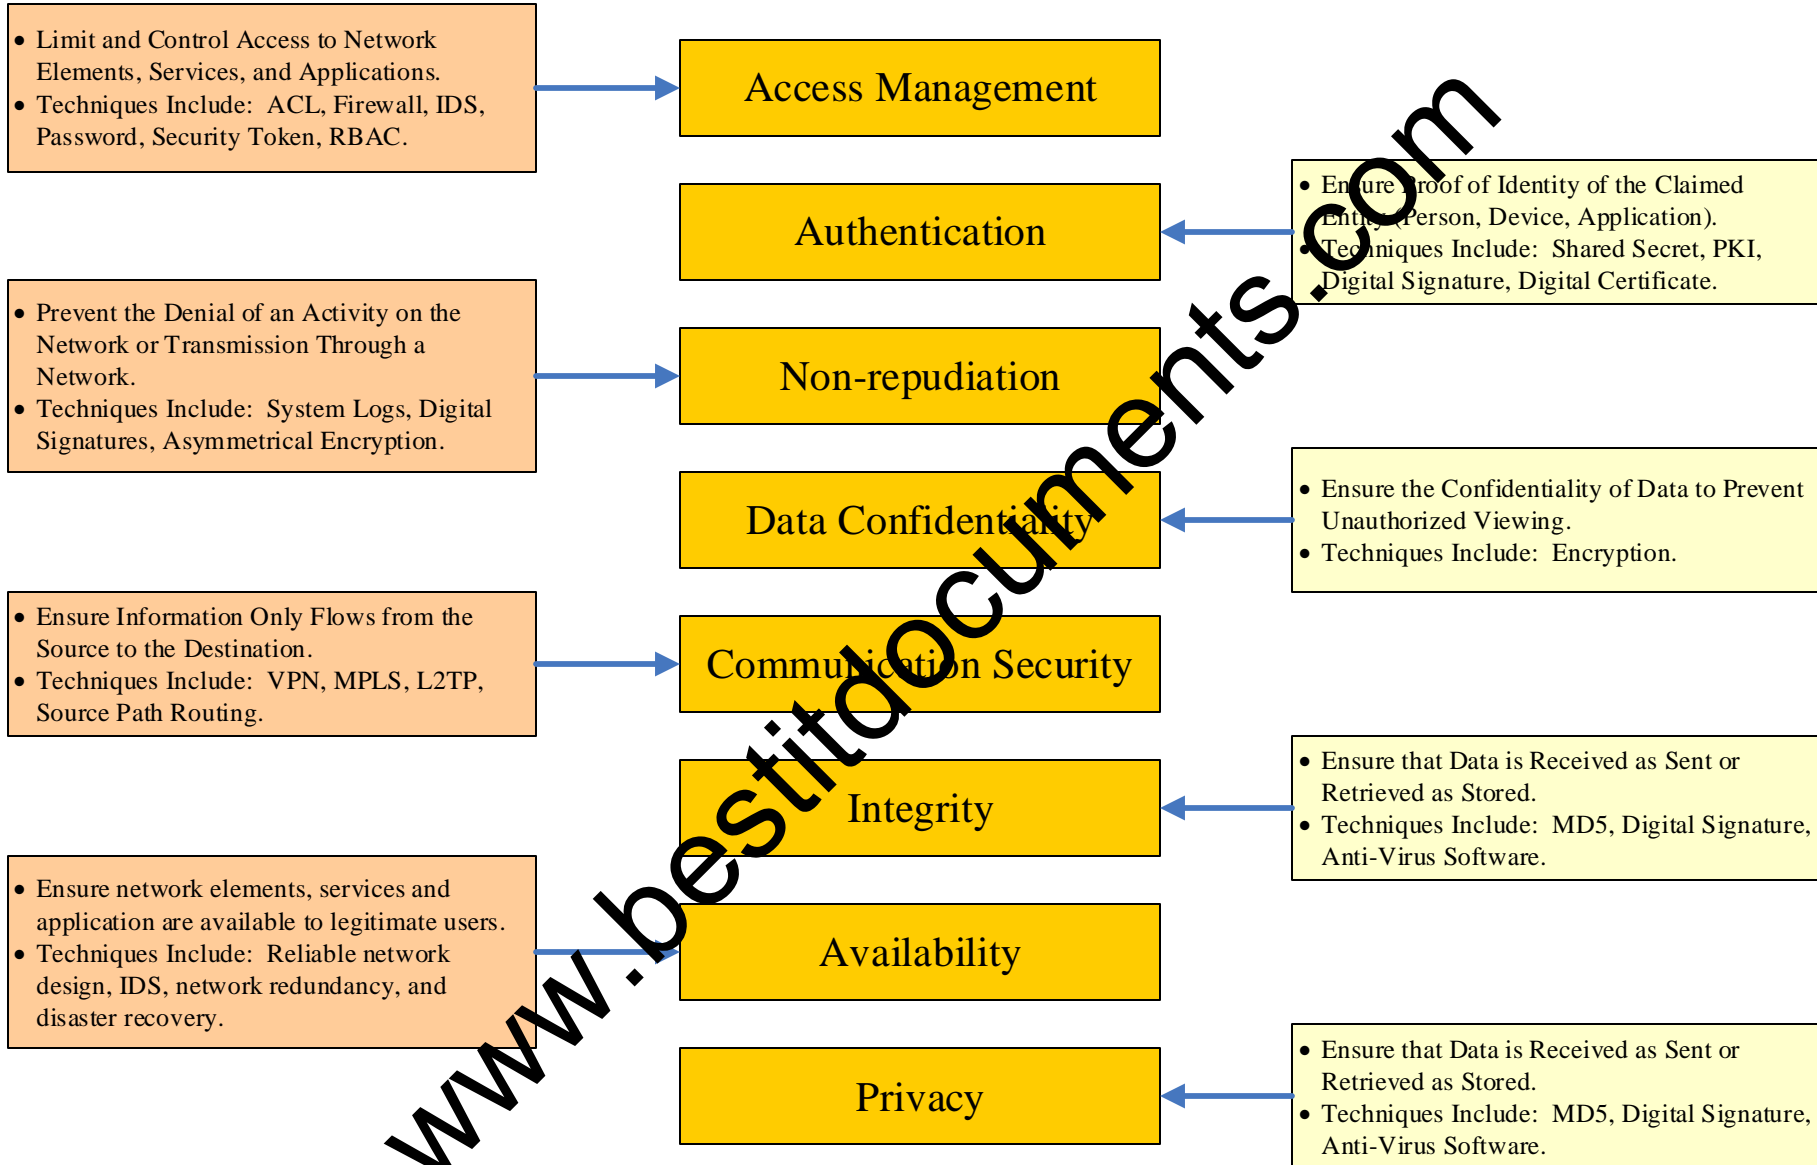 • Limit and Control Access to Network
Elements, Services, and Applications.
• Techniques Include: ACL, Firewall, IDS,
Password, Security Token, RBAC.
Access Management
• Ensure Proof of Identity of the Claimed
Entity (Person, Device, Application).
• Techniques Include: Shared Secret, PKI,
Digital Signature, Digital Certificate.
Authentication
• Prevent the Denial of an Activity on the
Network or Transmission Through a
Network.
• Techniques Include: System Logs, Digital
Signatures, Asymmetrical Encryption.
Non-repudiation
• Ensure the Confidentiality of Data to Prevent
Unauthorized Viewing.
• Techniques Include: Encryption.
Data Confidentiality
• Ensure Information Only Flows from the
Source to the Destination.
• Techniques Include: VPN, MPLS, L2TP,
Source Path Routing.
Communication Security
• Ensure that Data is Received as Sent or
Retrieved as Stored.
• Techniques Include: MD5, Digital Signature,
Anti-Virus Software.
Integrity
• Ensure network elements, services and
application are available to legitimate users.
• Techniques Include: Reliable network
design, IDS, network redundancy, and
disaster recovery.
Availability
• Ensure that Data is Received as Sent or
Retrieved as Stored.
• Techniques Include: MD5, Digital Signature,
Anti-Virus Software.
Privacy
www.bestitdocuments.com